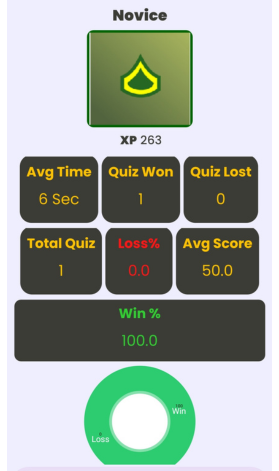 Novice
XP 263
Avg Time Quiz Won Quiz Lost
6 Sec 1 0
Total Quiz Loss% Avg Score
1 0.0 50.0
Win %
100.0
100
Win
0
Loss